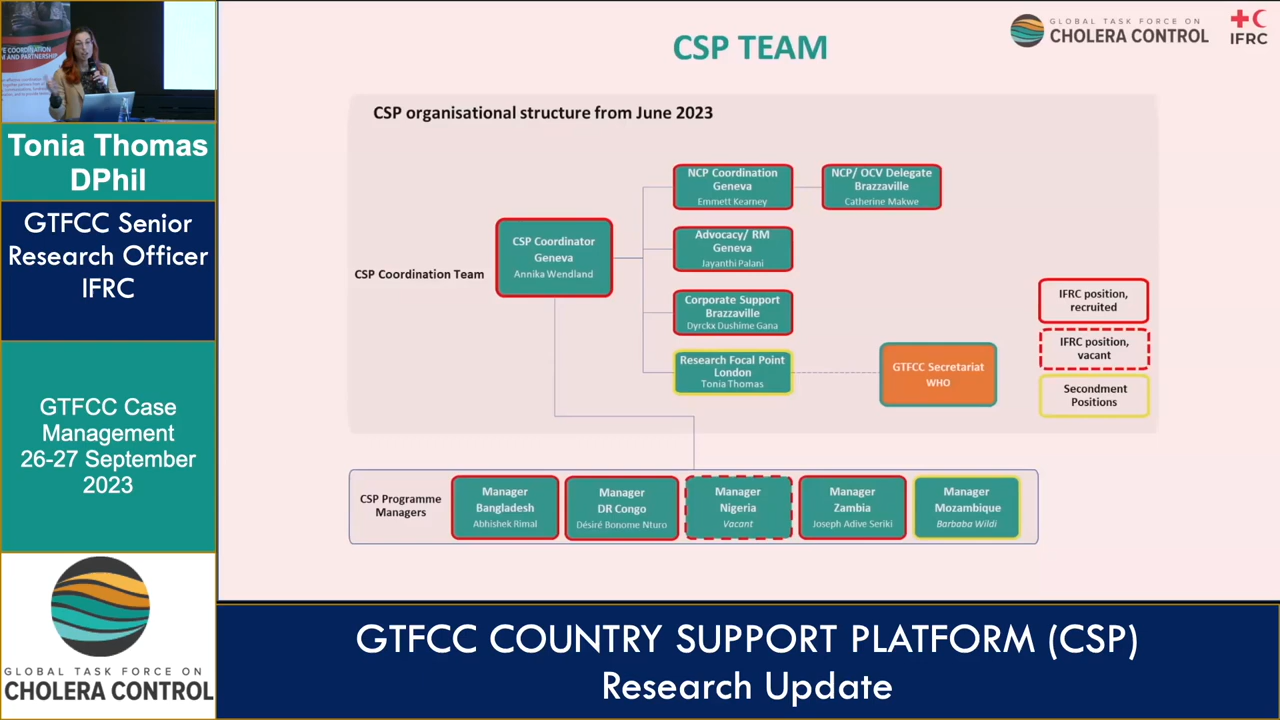 E COORDINATION
M AND PARTNERSHIP
Tonia Thomas
DPhil
GTFCC Senior
Research Officer
IFRC
GTFCC Case
Management
26-27 September
2023
GLOBAL TASK FORCE ON
CHOLERA CONTROL
CSP TEAM
GLOBAL TASK FORCE ON
CHOLERA CONTROL
IFRC
CSP organisational structure from June 2023
CSP Coordination Team
CSP Coordinator
Geneva
Annika Wendland
NCP Coordination
Geneva
Emmett Kearney
NCP/ OCV Delegate
Brazzaville
Catherine Makwe
Advocacy/ RM
Geneva
Jayanthi Palani
Corporate Support
Brazzaville
Dyrckx Dushime Gana
Research Focal Point
London
Tonia Thomas
GTFCC Secretariat
WHO
IFRC position,
recruited
IFRC position,
vacant
Secondment
Positions
CSP Programme
Managers
Manager
Bangladesh
Abhishek Rimal
Manager
DR Congo
Désiré Bonome Nturo
Manager
Nigeria
Vacant
Manager
Zambia
Joseph Adive Seriki
Manager
Mozambique
Barbaba Wildi
GTFCC COUNTRY SUPPORT PLATFORM (CSP)
Research Update